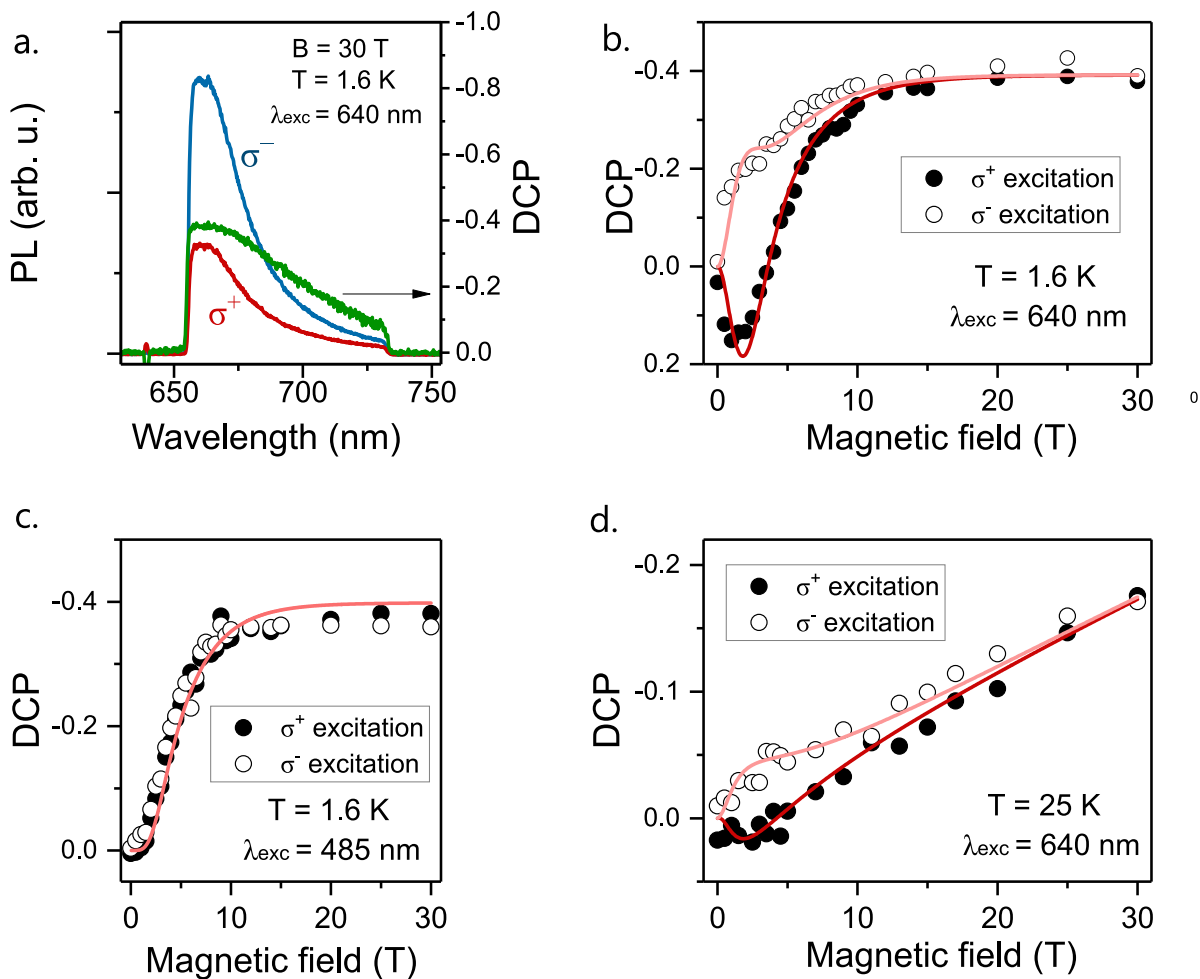 a.
PL (arb. u.)
B = 30 T
T = 1.6 K
λexc = 640 nm
σ−
σ+
-1.0
-0.8
-0.6
-0.4
-0.2
0.0
DCP
650
700
750
Wavelength (nm)
b.
DCP
-0.4
-0.2
0.0
0.2
σ+ excitation
σ- excitation
T = 1.6 K
λexc = 640 nm
0
10
20
30
Magnetic field (T)
0
c.
DCP
-0.4
-0.2
0.0
σ+ excitation
σ- excitation
T = 1.6 K
λexc = 485 nm
0
10
20
30
Magnetic field (T)
d.
DCP
-0.2
-0.1
0.0
σ+ excitation
σ- excitation
T = 25 K
λexc = 640 nm
0
10
20
30
Magnetic field (T)